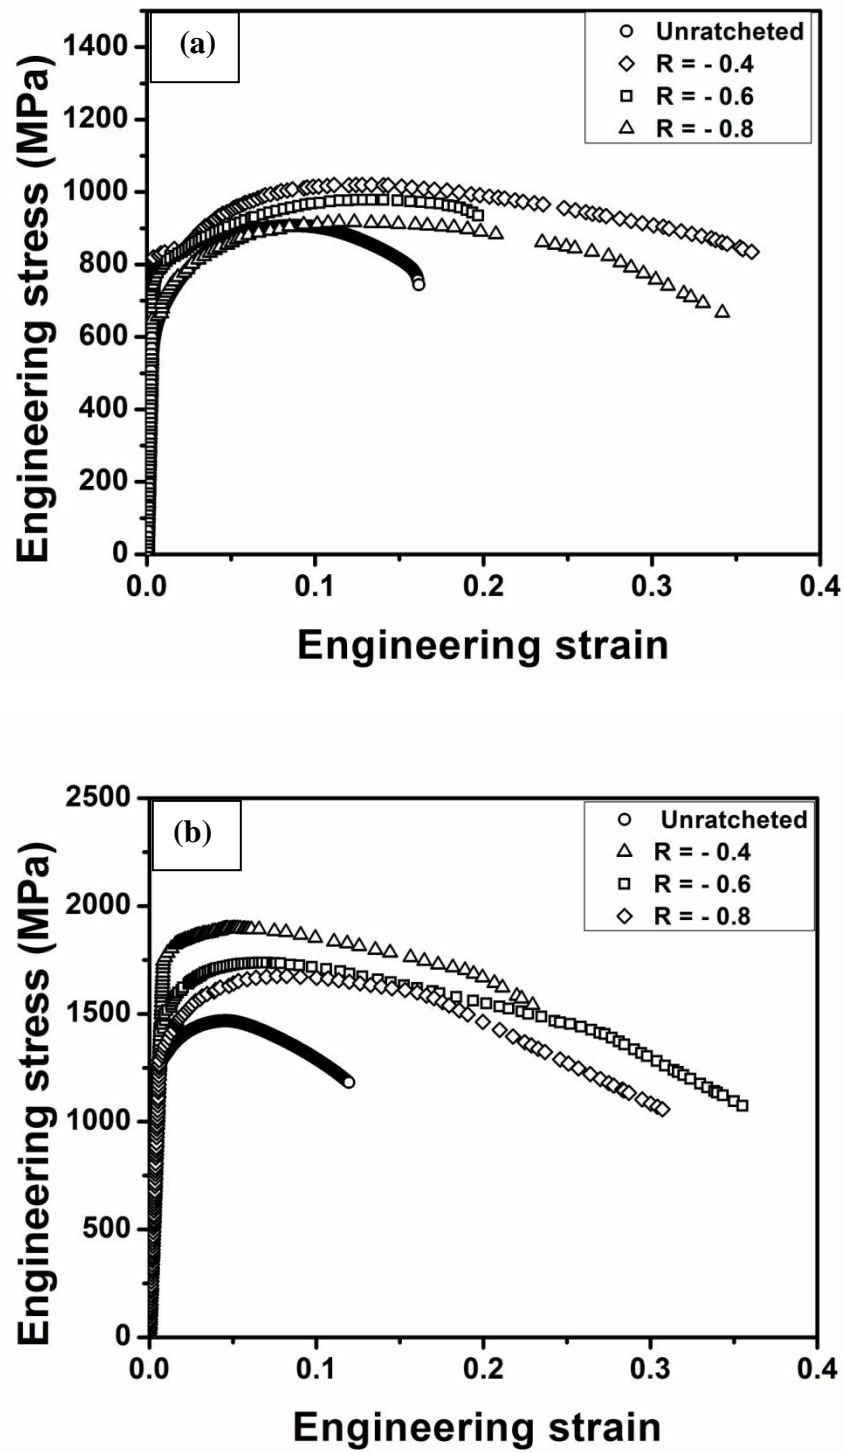 (a)
Unratcheted
R = - 0.4
R = - 0.6
R = - 0.8
1400
1200
1000
800
600
400
200
0
Engineering stress (MPa)
0.0 0.1 0.2 0.3 0.4
Engineering strain
(b)
Unratcheted
R = - 0.4
R = - 0.6
R = - 0.8
2500
2000
1500
1000
500
0
Engineering stress (MPa)
0.0 0.1 0.2 0.3 0.4
Engineering strain